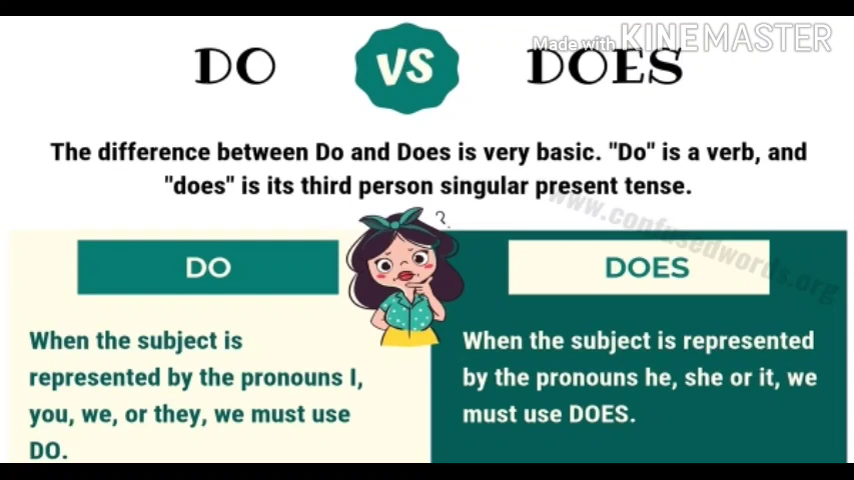 Made with KINEMASTER
DO VS DOES
The difference between Do and Does is very basic. "Do" is a verb, and
"does" is its third person singular present tense.
?
www.confusedwords.org
DO
DOES
When the subject is
represented by the pronouns I,
you, we, or they, we must use
DO.
When the subject is represented
by the pronouns he, she or it, we
must use DOES.